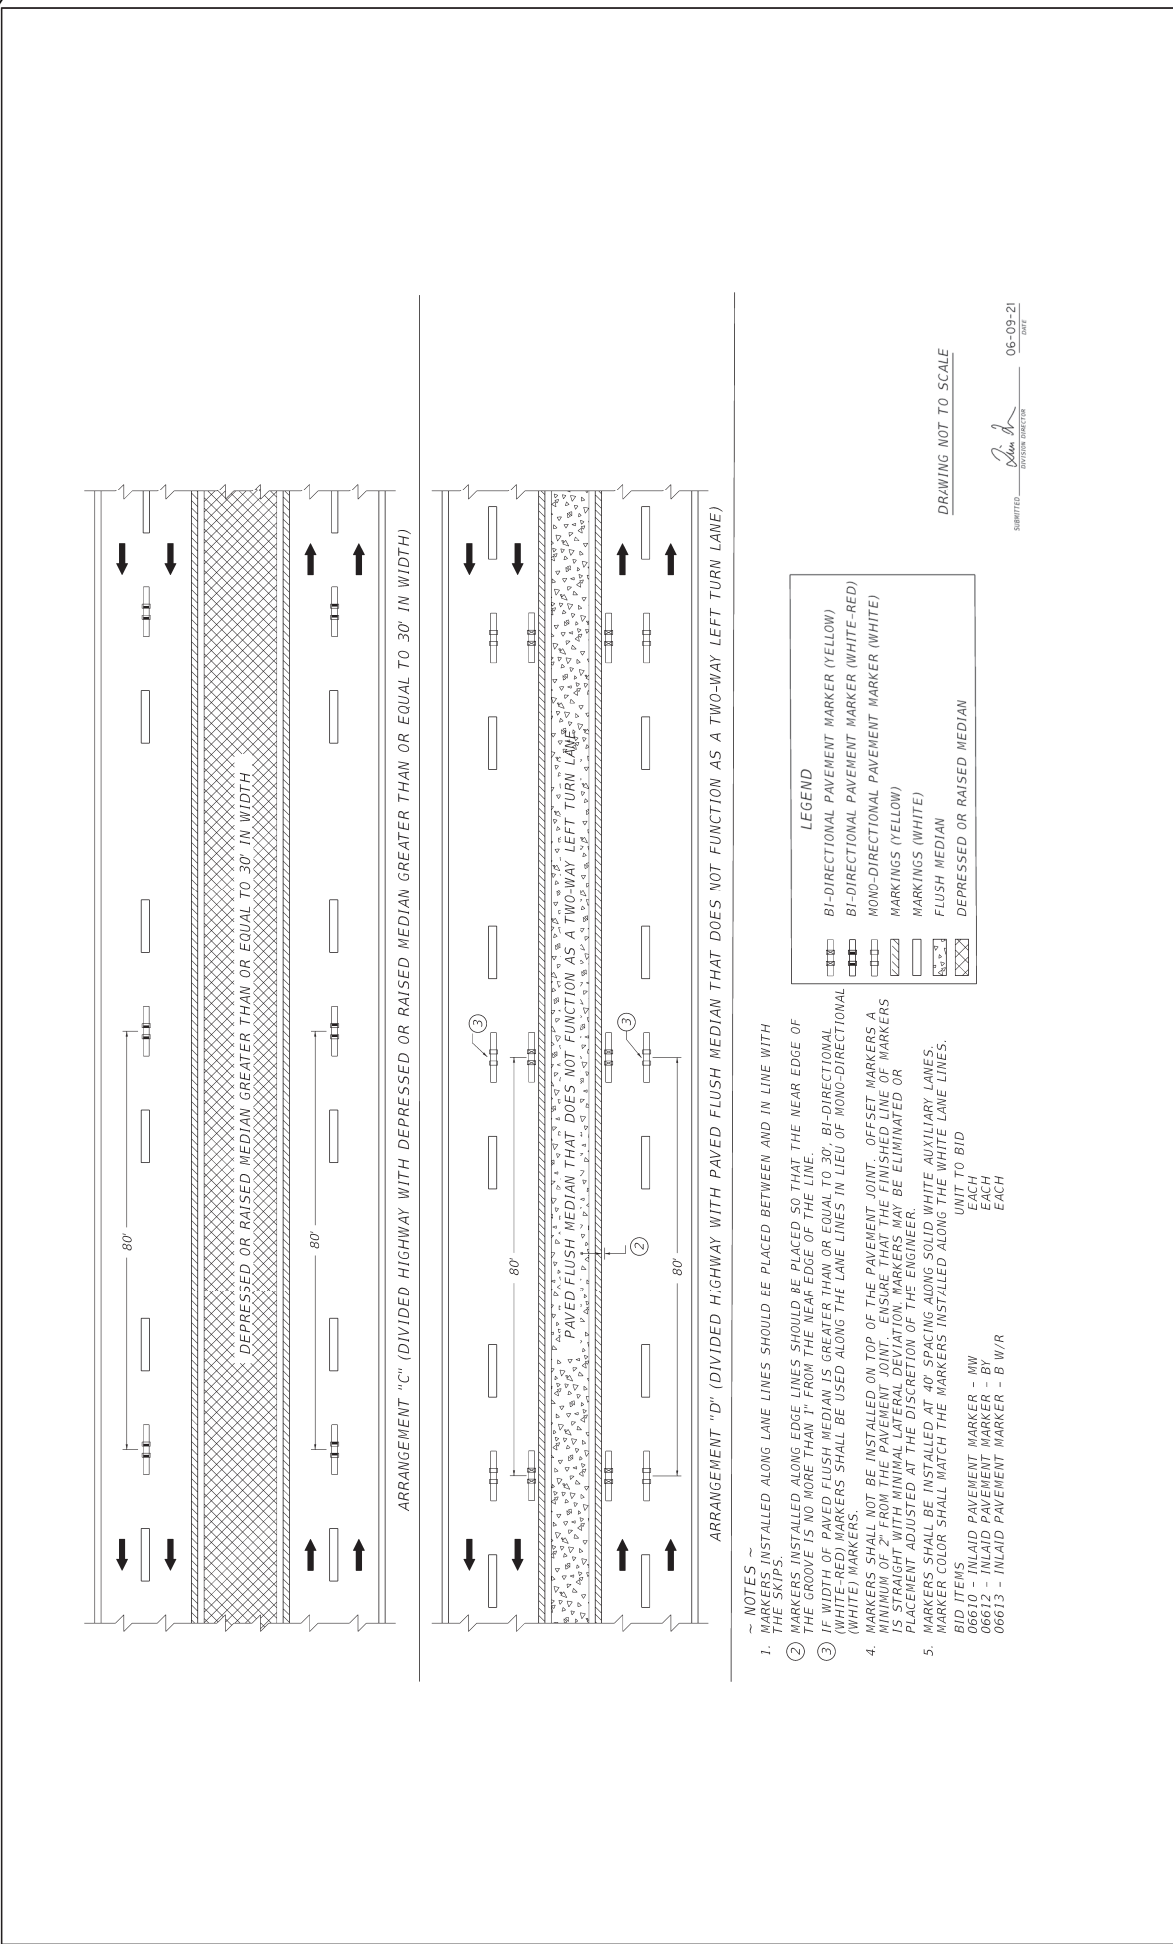 80'
80'
DEPRESSED OR RAISED MEDIAN GREATER THAN OR EQUAL TO 30' IN WIDTH
ARRANGEMENT "C" (DIVIDED HIGHWAY WITH DEPRESSED OR RAISED MEDIAN GREATER THAN OR EQUAL TO 30' IN WIDTH)
3
3
80'
80'
PAVED FLUSH MEDIAN THAT DOES NOT FUNCTION AS A TWO-WAY LEFT TURN LANE
2
ARRANGEMENT "D" (DIVIDED HIGHWAY WITH PAVED FLUSH MEDIAN THAT DOES NOT FUNCTION AS A TWO-WAY LEFT TURN LANE)
~ NOTES ~
1. MARKERS INSTALLED ALONG LANE LINES SHOULD BE PLACED BETWEEN AND IN LINE WITH
THE SKIPS.
2 MARKERS INSTALLED ALONG EDGE LINES SHOULD BE PLACED SO THAT THE NEAR EDGE OF
THE GROOVE IS NO MORE THAN 1" FROM THE NEAR EDGE OF THE LINE.
3 IF WIDTH OF PAVED FLUSH MEDIAN IS GREATER THAN OR EQUAL TO 30', BI-DIRECTIONAL
(WHITE-RED) MARKERS SHALL BE USED ALONG THE LANE LINES IN LIEU OF MONO-DIRECTIONAL
(WHITE) MARKERS.
4. MARKERS SHALL NOT BE INSTALLED ON TOP OF THE PAVEMENT JOINT. OFFSET MARKERS A
MINIMUM OF 2" FROM THE PAVEMENT JOINT. ENSURE THAT THE FINISHED LINE OF MARKERS
IS STRAIGHT WITH MINIMAL LATERAL DEVIATION. MARKERS MAY BE ELIMINATED OR
PLACEMENT ADJUSTED AT THE DISCRETION OF THE ENGINEER.
5. MARKERS SHALL BE INSTALLED AT 40' SPACING ALONG SOLID WHITE AUXILIARY LANES.
MARKER COLOR SHALL MATCH THE MARKERS INSTALLED ALONG THE WHITE LANE LINES.
BID ITEMS UNIT TO BID
06610 - INLAID PAVEMENT MARKER - MW EACH
06612 - INLAID PAVEMENT MARKER - BY EACH
06613 - INLAID PAVEMENT MARKER - B W/R EACH
LEGEND
BI-DIRECTIONAL PAVEMENT MARKER (YELLOW)
BI-DIRECTIONAL PAVEMENT MARKER (WHITE-RED)
MONO-DIRECTIONAL PAVEMENT MARKER (WHITE)
MARKINGS (YELLOW)
MARKINGS (WHITE)
FLUSH MEDIAN
DEPRESSED OR RAISED MEDIAN
DRAWING NOT TO SCALE
SUBMITTED 06-09-21
DIVISION DIRECTOR DATE